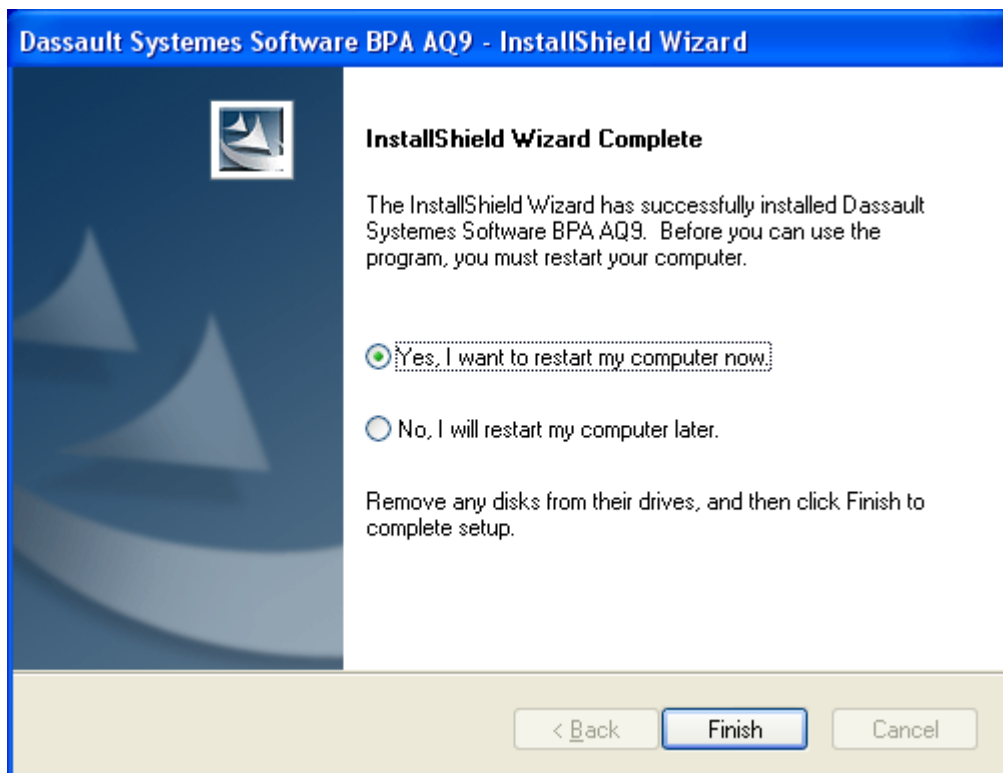 Dassault Systemes Software BPA AQ9 - InstallShield Wizard
InstallShield Wizard Complete
The InstallShield Wizard has successfully installed Dassault
Systemes Software BPA AQ9.  Before you can use the
program, you must restart your computer.
Yes, I want to restart my computer now.
No, I will restart my computer later.
Remove any disks from their drives, and then click Finish to
complete setup.
< Back
Finish
Cancel